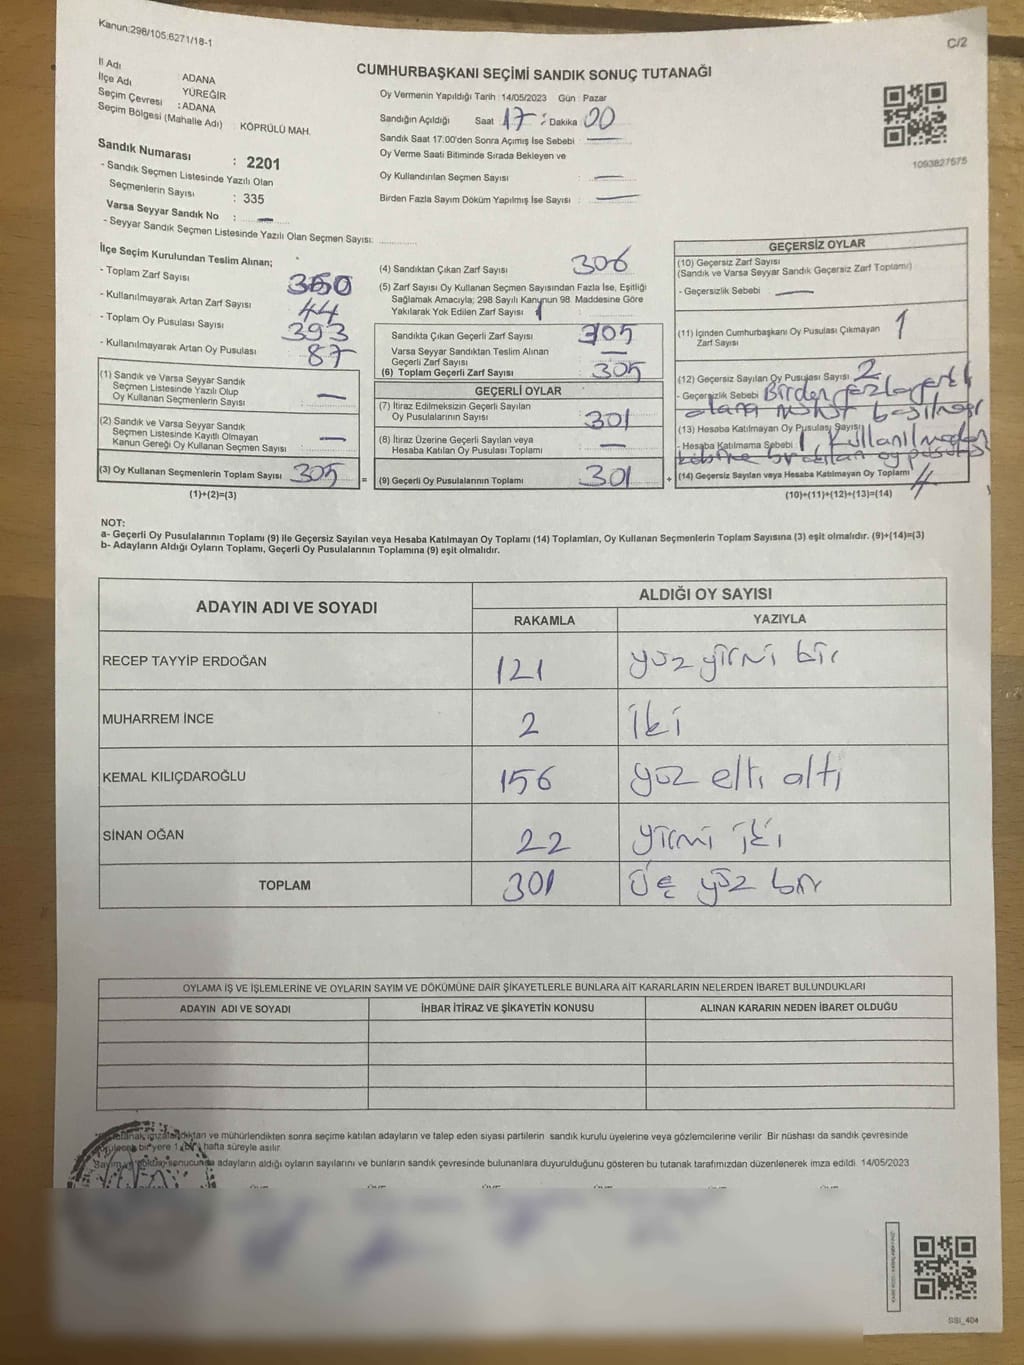 Kanun:298/105;6271/18-1
C/2
İl Adı : ADANA
İlçe Adı YÜREĞİR
Seçim Çevresi : ADANA
Seçim Bölgesi (Mahalle Adı) : KÖPRÜLÜ MAH.
Sandık Numarası : 2201
- Sandık Seçmen Listesinde Yazılı Olan
Seçmenlerin Sayısı : 335
Varsa Seyyar Sandık No : —
- Seyyar Sandık Seçmen Listesinde Yazılı Olan Seçmen Sayısı:
CUMHURBAŞKANI SEÇİMİ SANDIK SONUÇ TUTANAĞI
Oy Vermenin Yapıldığı Tarih : 14/05/2023 Gün : Pazar
Sandığın Açıldığı Saat 17 : Dakika 00
Sandık Saat 17:00'den Sonra Açımış İse Sebebi : —
Oy Verme Saati Bitiminde Sırada Bekleyen ve
Oy Kullandırılan Seçmen Sayısı : —
Birden Fazla Sayım Döküm Yapılmış İse Sayısı : —
1093827575
İlçe Seçim Kurulundan Teslim Alınan;
- Toplam Zarf Sayısı 350
- Kullanılmayarak Artan Zarf Sayısı 44
- Toplam Oy Pusulası Sayısı 393
- Kullanılmayarak Artan Oy Pusulası 87
(1) Sandık ve Varsa Seyyar Sandık
Seçmen Listesinde Yazılı Olup
Oy Kullanan Seçmenlerin Sayısı —
(2) Sandık ve Varsa Seyyar Sandık
Seçmen Listesinde Kayıtlı Olmayan
Kanun Gereği Oy Kullanan Seçmen Sayısı —
(3) Oy Kullanan Seçmenlerin Toplam Sayısı 305 =
(1)+(2)=(3)
(4) Sandıktan Çıkan Zarf Sayısı 306
(5) Zarf Sayısı Oy Kullanan Seçmen Sayısından Fazla İse, Eşitliği
Sağlamak Amacıyla; 298 Sayılı Kanunun 98. Maddesine Göre
Yakılarak Yok Edilen Zarf Sayısı 1
Sandıkta Çıkan Geçerli Zarf Sayısı 305
Varsa Seyyar Sandıktan Teslim Alınan
Geçerli Zarf Sayısı —
(6) Toplam Geçerli Zarf Sayısı 305
GEÇERLİ OYLAR
(7) İtiraz Edilmeksizin Geçerli Sayılan
Oy Pusulalarının Sayısı 301
(8) İtiraz Üzerine Geçerli Sayılan veya
Hesaba Katılan Oy Pusulası Toplamı —
(9) Geçerli Oy Pusulalarının Toplamı 301 +
GEÇERSİZ OYLAR
(10) Geçersiz Zarf Sayısı
(Sandık ve Varsa Seyyar Sandık Geçersiz Zarf Toplamı)
- Geçersizlik Sebebi : —
(11) İçinden Cumhurbaşkanı Oy Pusulası Çıkmayan
Zarf Sayısı 1
(12) Geçersiz Sayılan Oy Pusulası Sayısı 2
- Geçersizlik Sebebi Birden fazla
alana mühür
(13) Hesaba Katılmayan Oy Pusulası Sayısı
- Hesaba Katılmama Sebebi 1, Kullanılmadan
kabine bırakılan oy pusulası
(14) Geçersiz Sayılan veya Hesaba Katılmayan Oy Toplamı 4
(10)+(11)+(12)+(13)=(14)
NOT:
a- Geçerli Oy Pusulalarının Toplamı (9) ile Geçersiz Sayılan veya Hesaba Katılmayan Oy Toplamı (14) Toplamları, Oy Kullanan Seçmenlerin Toplam Sayısına (3) eşit olmalıdır. (9)+(14)=(3)
b- Adayların Aldığı Oyların Toplamı, Geçerli Oy Pusulalarının Toplamına (9) eşit olmalıdır.
ADAYIN ADI VE SOYADI
ALDIĞI OY SAYISI
RAKAMLA YAZIYLA
RECEP TAYYİP ERDOĞAN 121 yüz yirmi bir
MUHARREM İNCE 2 iki
KEMAL KILIÇDAROĞLU 156 yüz elti altı
SİNAN OĞAN 22 yirmi iki
TOPLAM 301 üç yüz bir
OYLAMA İŞ VE İŞLEMLERİNE VE OYLARIN SAYIM VE DÖKÜMÜNE DAİR ŞİKAYETLERLE BUNLARA AİT KARARLARIN NELERDEN İBARET BULUNDUKLARI
ADAYIN ADI VE SOYADI İHBAR İTİRAZ VE ŞİKAYETİN KONUSU ALINAN KARARIN NEDEN İBARET OLDUĞU
tutanak imzalandıktan ve mühürlendikten sonra seçime katılan adayların ve talep eden siyasi partilerin sandık kurulu üyelerine veya gözlemcilerine verilir. Bir nüshası da sandık çevresinde
bir yere 1 hafta süreyle asılır.
Sayım ve döküm sonucunda adayların aldığı oyların sayılarını ve bunların sandık çevresinde bulunanlara duyurulduğunu gösteren bu tutanak tarafımızdan düzenlenerek imza edildi. 14/05/2023
SSI_404